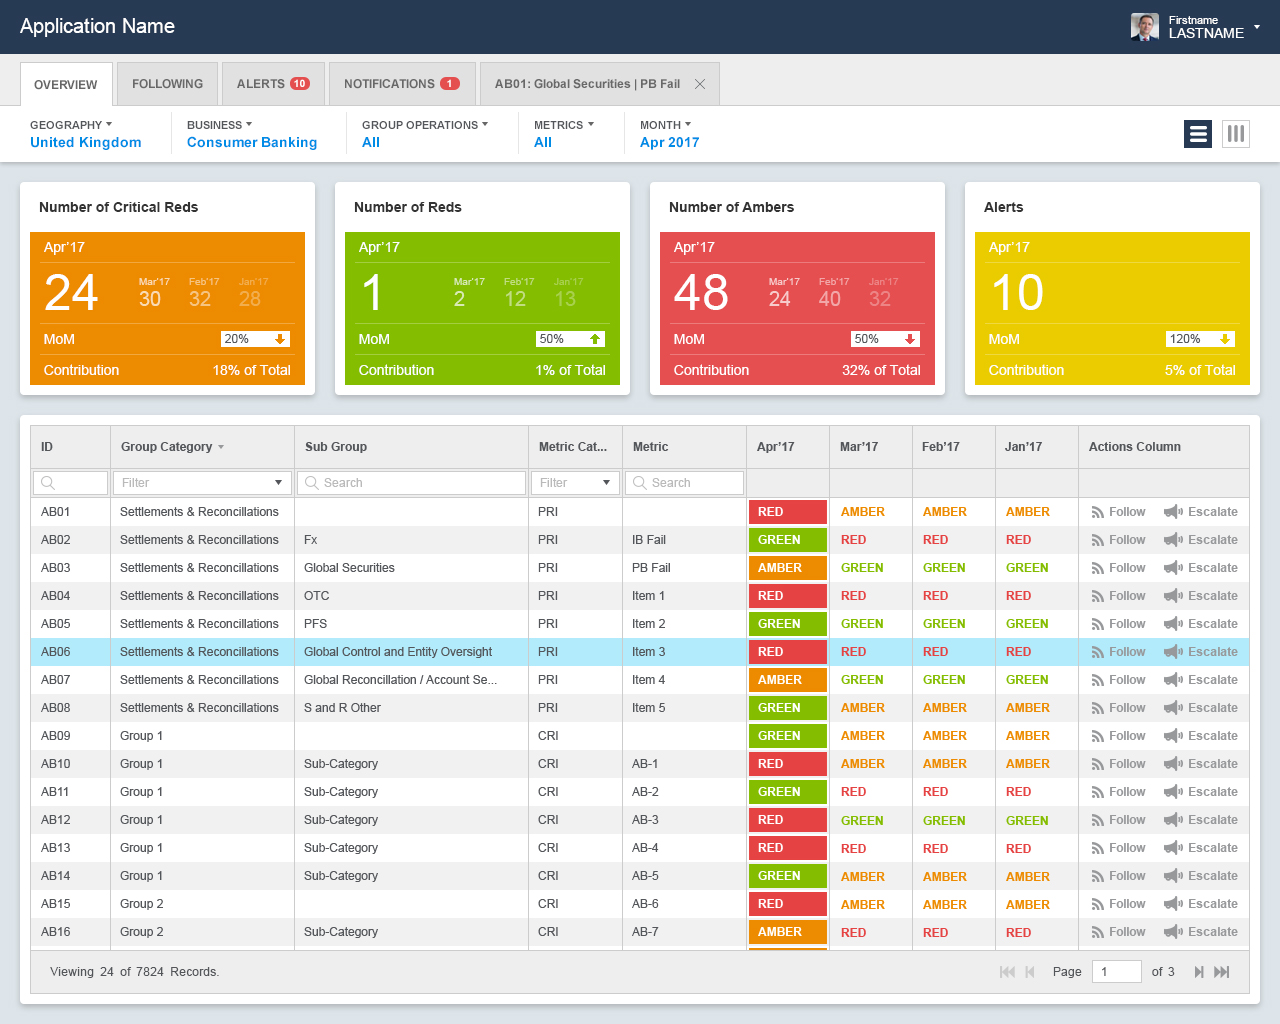 Application Name
Firstname
LASTNAME
OVERVIEW FOLLOWING ALERTS 10 NOTIFICATIONS 1 AB01: Global Securities | PB Fail
GEOGRAPHY BUSINESS GROUP OPERATIONS METRICS MONTH
United Kingdom Consumer Banking All All Apr 2017
Number of Critical Reds
Apr'17
24 Mar'17 30 Feb'17 32 Jan'17 28
MoM 20%
Contribution 18% of Total
Number of Reds
Apr'17
1 Mar'17 2 Feb'17 12 Jan'17 13
MoM 50%
Contribution 1% of Total
Number of Ambers
Apr'17
48 Mar'17 24 Feb'17 40 Jan'17 32
MoM 50%
Contribution 32% of Total
Alerts
Apr'17
10
MoM 120%
Contribution 5% of Total
ID Group Category Sub Group Metric Cat... Metric Apr'17 Mar'17 Feb'17 Jan'17 Actions Column
Filter Search Filter Search
AB01 Settlements & Reconcillations PRI RED AMBER AMBER AMBER Follow Escalate
AB02 Settlements & Reconcillations Fx PRI IB Fail GREEN RED RED RED Follow Escalate
AB03 Settlements & Reconcillations Global Securities PRI PB Fail AMBER GREEN GREEN GREEN Follow Escalate
AB04 Settlements & Reconcillations OTC PRI Item 1 RED RED RED RED Follow Escalate
AB05 Settlements & Reconcillations PFS PRI Item 2 GREEN GREEN GREEN GREEN Follow Escalate
AB06 Settlements & Reconcillations Global Control and Entity Oversight PRI Item 3 RED RED RED RED Follow Escalate
AB07 Settlements & Reconcillations Global Reconcillation / Account Se... PRI Item 4 AMBER GREEN GREEN GREEN Follow Escalate
AB08 Settlements & Reconcillations S and R Other PRI Item 5 GREEN AMBER AMBER AMBER Follow Escalate
AB09 Group 1 CRI GREEN AMBER AMBER AMBER Follow Escalate
AB10 Group 1 Sub-Category CRI AB-1 RED AMBER AMBER AMBER Follow Escalate
AB11 Group 1 Sub-Category CRI AB-2 GREEN RED RED RED Follow Escalate
AB12 Group 1 Sub-Category CRI AB-3 RED GREEN GREEN GREEN Follow Escalate
AB13 Group 1 Sub-Category CRI AB-4 RED RED RED RED Follow Escalate
AB14 Group 1 Sub-Category CRI AB-5 GREEN AMBER AMBER AMBER Follow Escalate
AB15 Group 2 CRI AB-6 RED AMBER AMBER AMBER Follow Escalate
AB16 Group 2 Sub-Category CRI AB-7 AMBER RED RED RED Follow Escalate
Viewing 24 of 7824 Records. Page 1 of 3